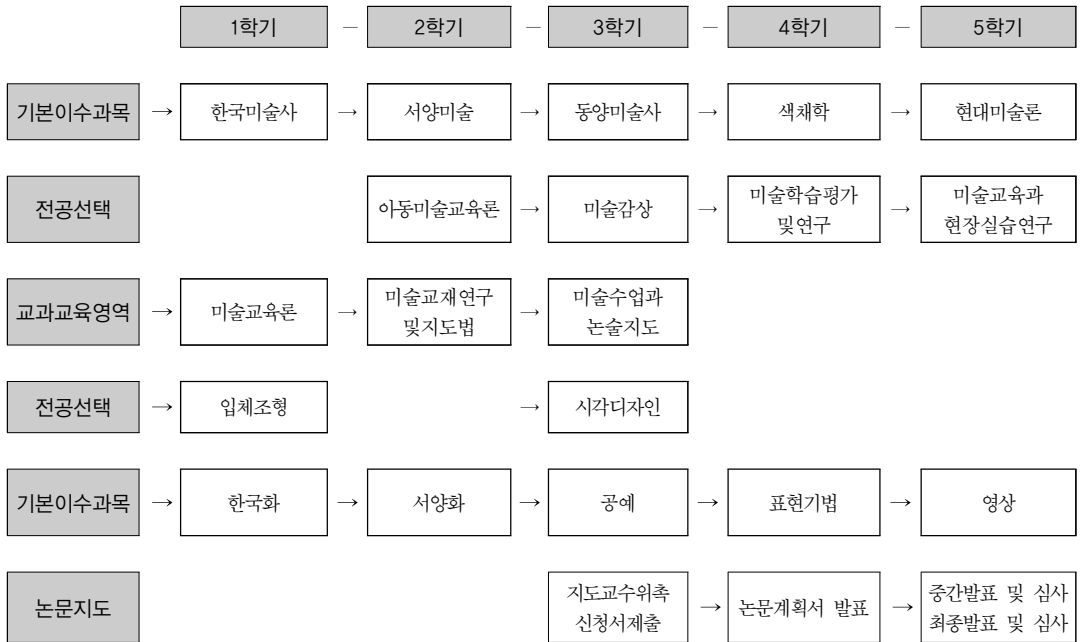 1학기 – 2학기 – 3학기 – 4학기 – 5학기
기본이수과목 → 한국미술사 → 서양미술 → 동양미술사 → 색채학 → 현대미술론
전공선택 아동미술교육론 → 미술감상 → 미술학습평가 및연구 → 미술교육과 현장실습연구
교과교육영역 → 미술교육론 → 미술교재연구 및지도법 → 미술수업과 논술지도
전공선택 → 입체조형 → 시각디자인
기본이수과목 → 한국화 → 서양화 → 공예 → 표현기법 → 영상
논문지도 지도교수위촉 신청서제출 → 논문계획서 발표 → 중간발표 및 심사 최종발표 및 심사